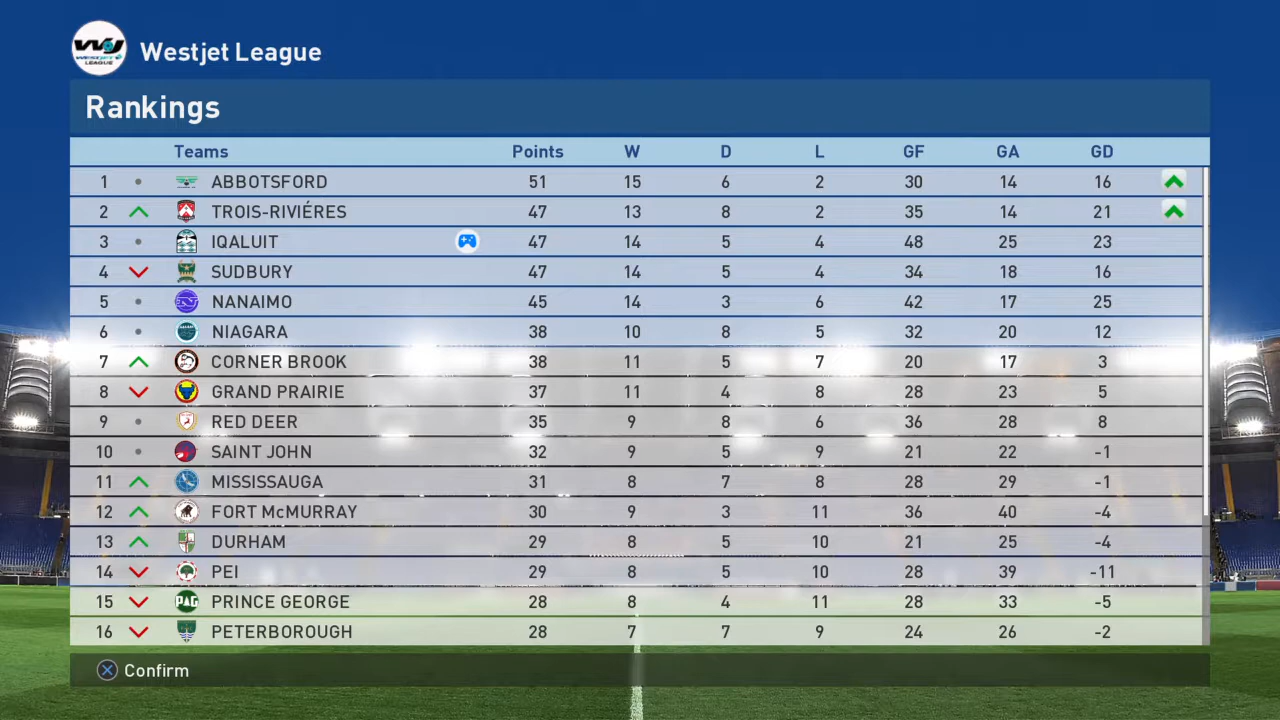 WJ
WESTJET
LEAGUE
Westjet League
Rankings
Teams Points W D L GF GA GD
1 ABBOTSFORD 51 15 6 2 30 14 16
2 TROIS-RIVIÉRES 47 13 8 2 35 14 21
3 IQALUIT 47 14 5 4 48 25 23
4 SUDBURY 47 14 5 4 34 18 16
5 NANAIMO 45 14 3 6 42 17 25
6 NIAGARA 38 10 8 5 32 20 12
7 CORNER BROOK 38 11 5 7 20 17 3
8 GRAND PRAIRIE 37 11 4 8 28 23 5
9 RED DEER 35 9 8 6 36 28 8
10 SAINT JOHN 32 9 5 9 21 22 -1
11 MISSISSAUGA 31 8 7 8 28 29 -1
12 FORT McMURRAY 30 9 3 11 36 40 -4
13 DURHAM 29 8 5 10 21 25 -4
14 PEI 29 8 5 10 28 39 -11
15 PAG PRINCE GEORGE 28 8 4 11 28 33 -5
16 PETERBOROUGH 28 7 7 9 24 26 -2
Confirm